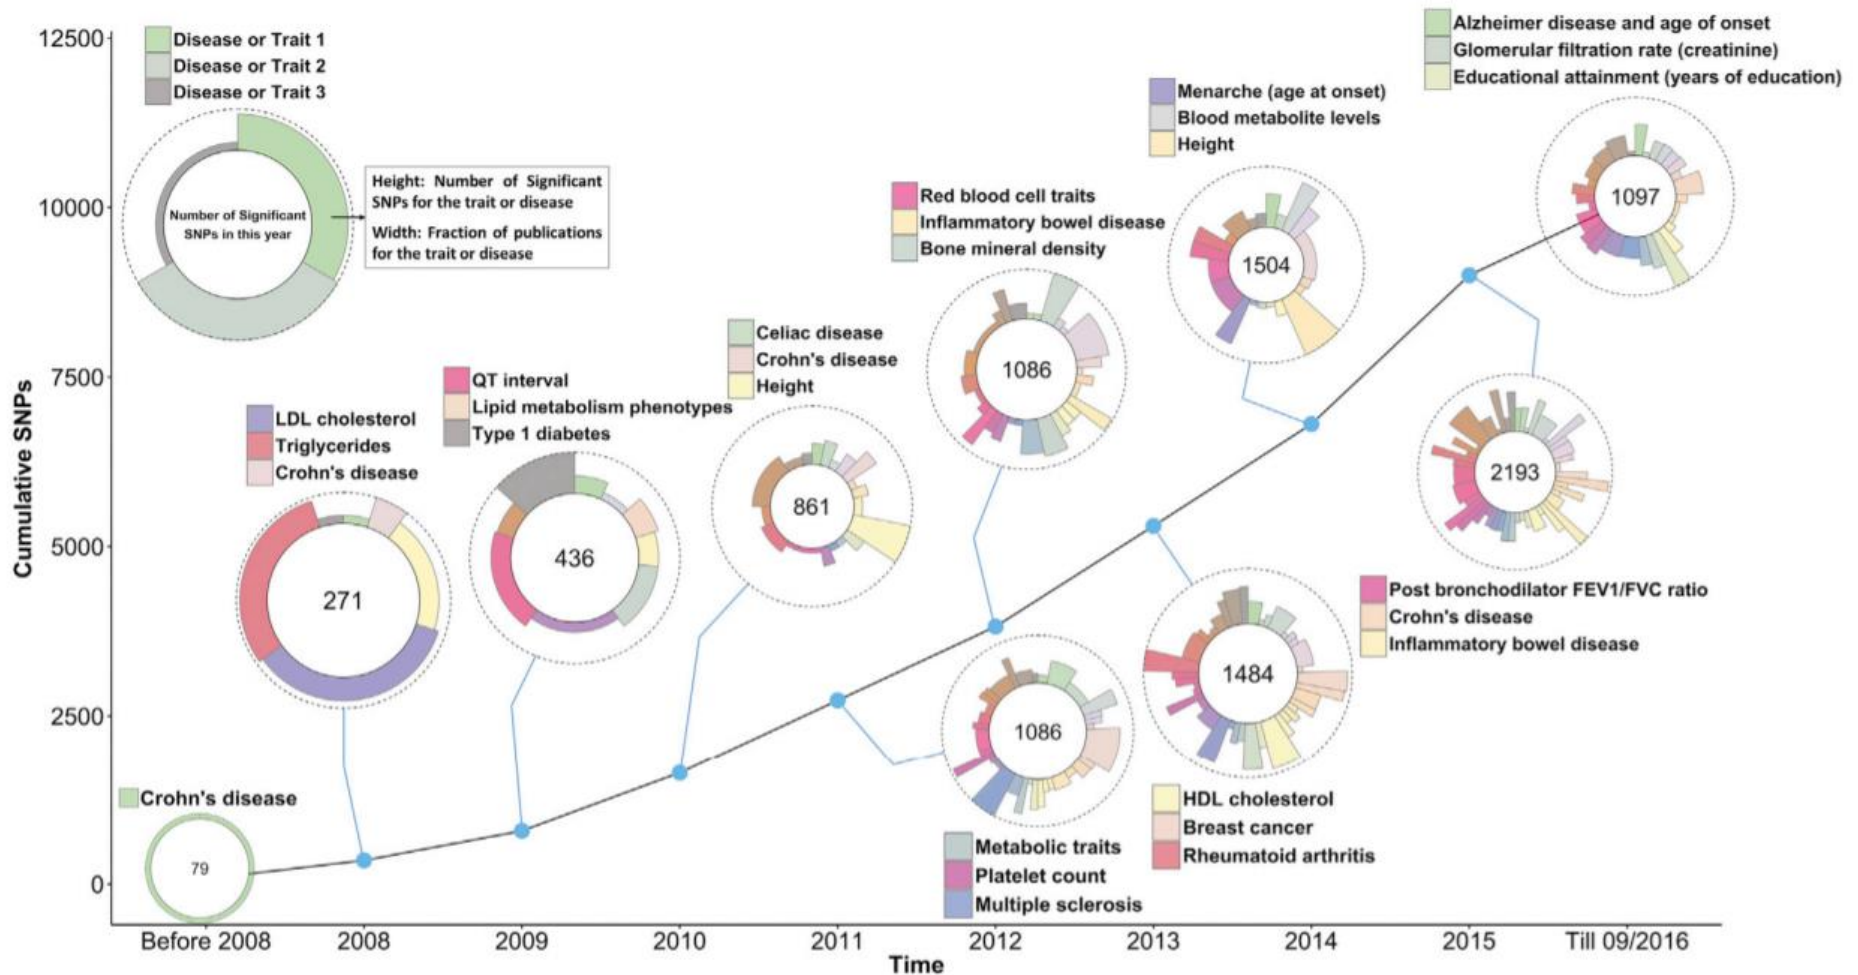 12500
10000
7500
5000
2500
0
Cumulative SNPs
Disease or Trait 1
Disease or Trait 2
Disease or Trait 3
Number of Significant
SNPs in this year
Height: Number of Significant
SNPs for the trait or disease
Width: Fraction of publications
for the trait or disease
Crohn's disease
79
LDL cholesterol
Triglycerides
Crohn's disease
271
QT interval
Lipid metabolism phenotypes
Type 1 diabetes
436
Celiac disease
Crohn's disease
Height
861
Red blood cell traits
Inflammatory bowel disease
Bone mineral density
1086
1086
Metabolic traits
Platelet count
Multiple sclerosis
Menarche (age at onset)
Blood metabolite levels
Height
1504
1484
HDL cholesterol
Breast cancer
Rheumatoid arthritis
Alzheimer disease and age of onset
Glomerular filtration rate (creatinine)
Educational attainment (years of education)
1097
2193
Post bronchodilator FEV1/FVC ratio
Crohn's disease
Inflammatory bowel disease
Before 2008
2008
2009
2010
2011
2012
2013
2014
2015
Till 09/2016
Time